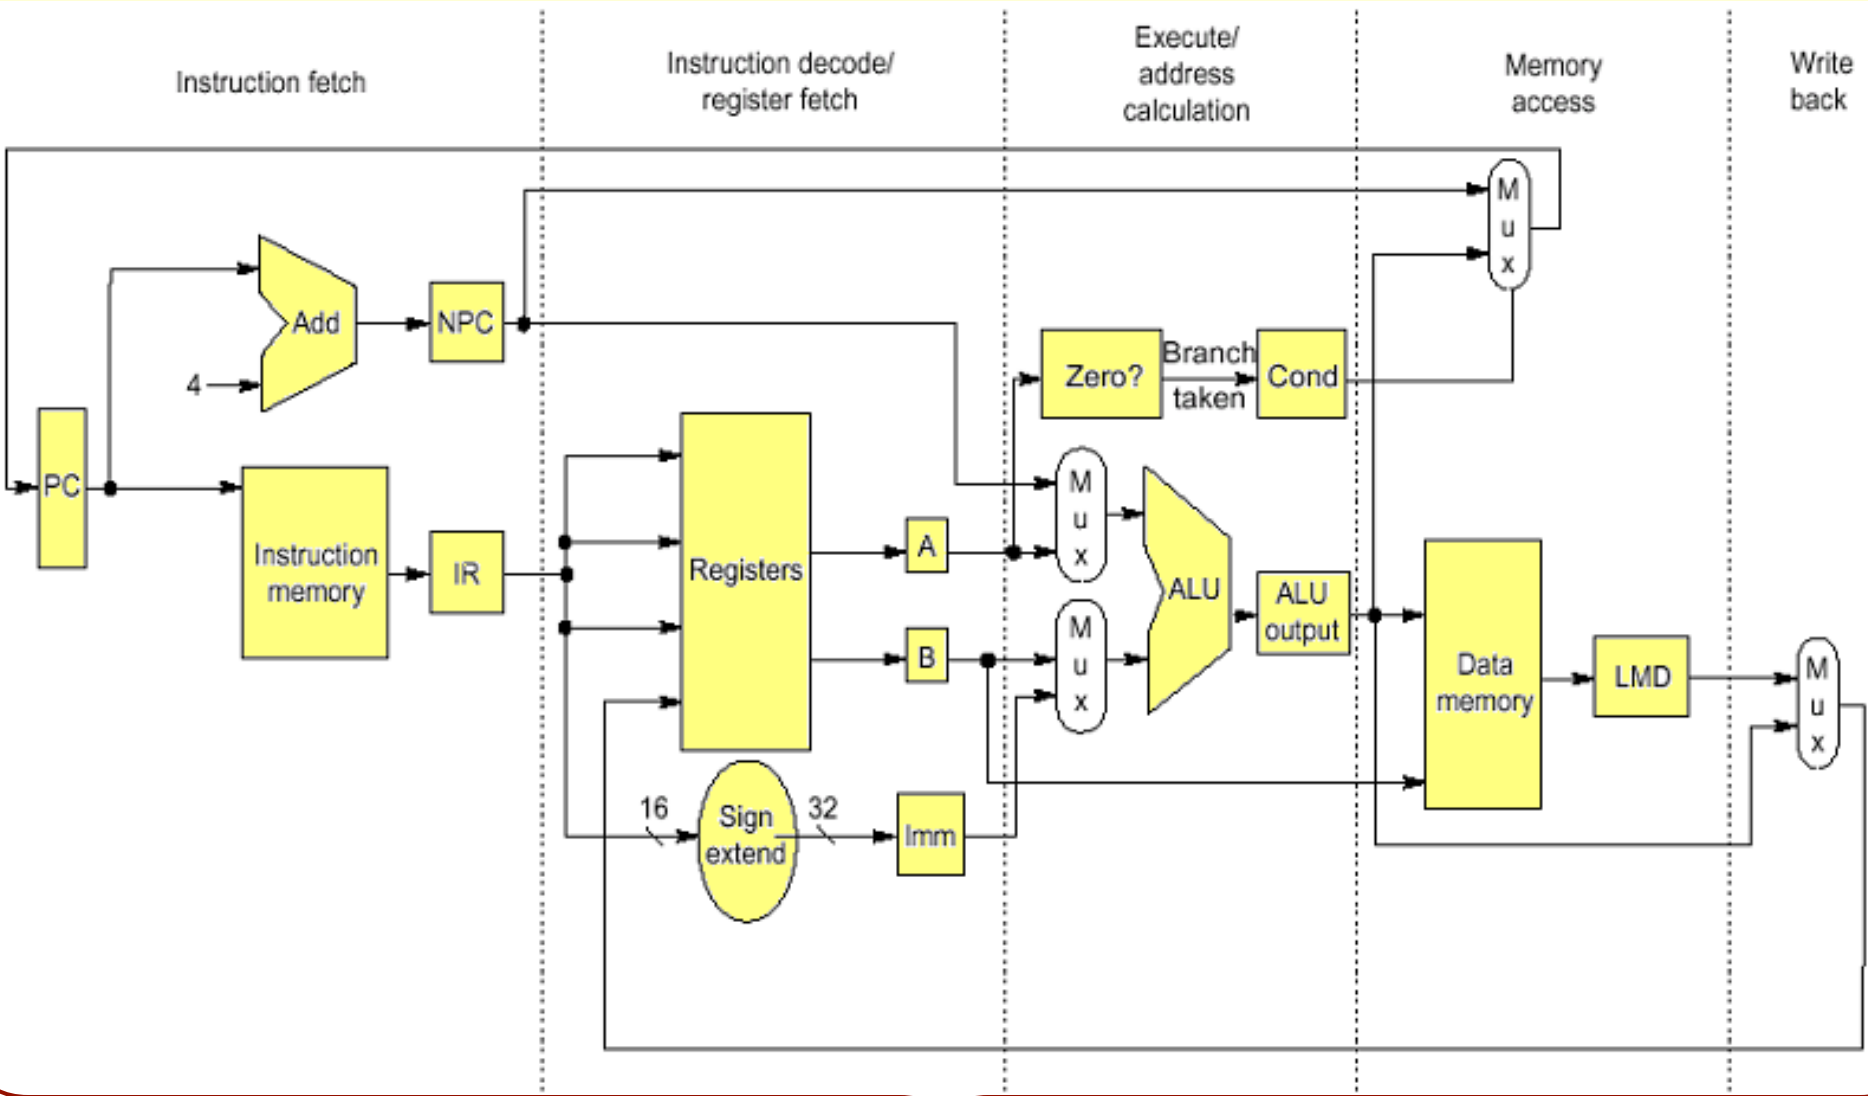 Instruction fetch
Instruction decode/
register fetch
Execute/
address
calculation
Memory
access
Write
back
M
u
x
Add
NPC
4
Zero?
Branch
taken
Cond
PC
Instruction
memory
IR
Registers
A
B
M
u
x
M
u
x
ALU
ALU
output
Data
memory
LMD
M
u
x
16
Sign
extend
32
Imm